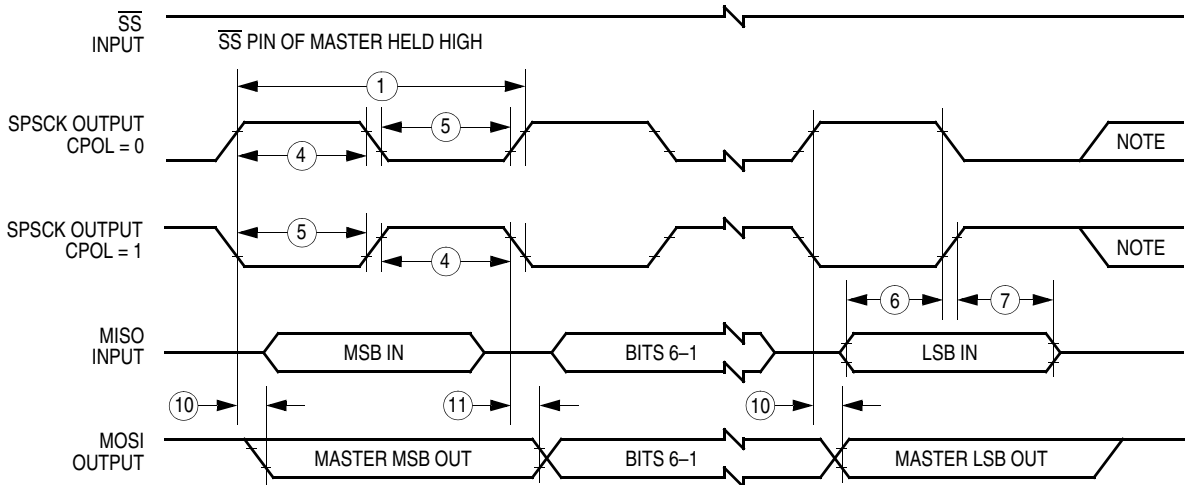 SS
INPUT
SS PIN OF MASTER HELD HIGH
1
SPSCK OUTPUT
CPOL = 0
5
4
NOTE
SPSCK OUTPUT
CPOL = 1
5
4
NOTE
6
7
MISO
INPUT
MSB IN
BITS 6–1
LSB IN
10
11
10
MOSI
OUTPUT
MASTER MSB OUT
BITS 6–1
MASTER LSB OUT